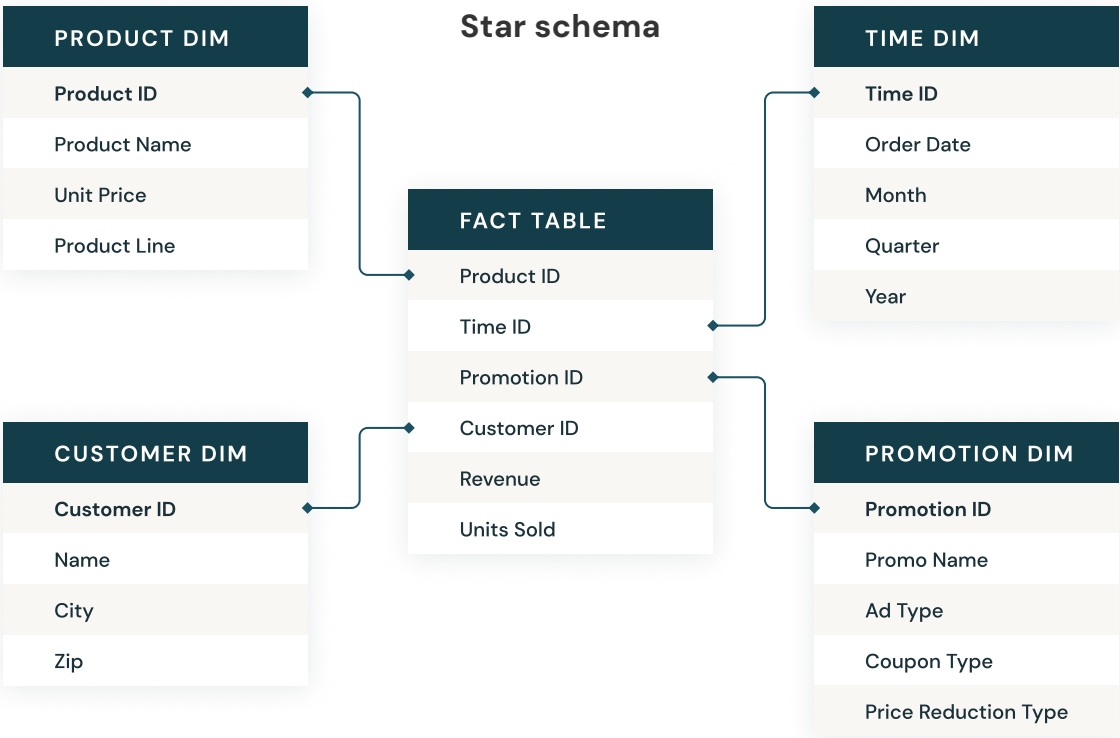 Star schema
PRODUCT DIM
Product ID
Product Name
Unit Price
Product Line
TIME DIM
Time ID
Order Date
Month
Quarter
Year
FACT TABLE
Product ID
Time ID
Promotion ID
Customer ID
Revenue
Units Sold
CUSTOMER DIM
Customer ID
Name
City
Zip
PROMOTION DIM
Promotion ID
Promo Name
Ad Type
Coupon Type
Price Reduction Type